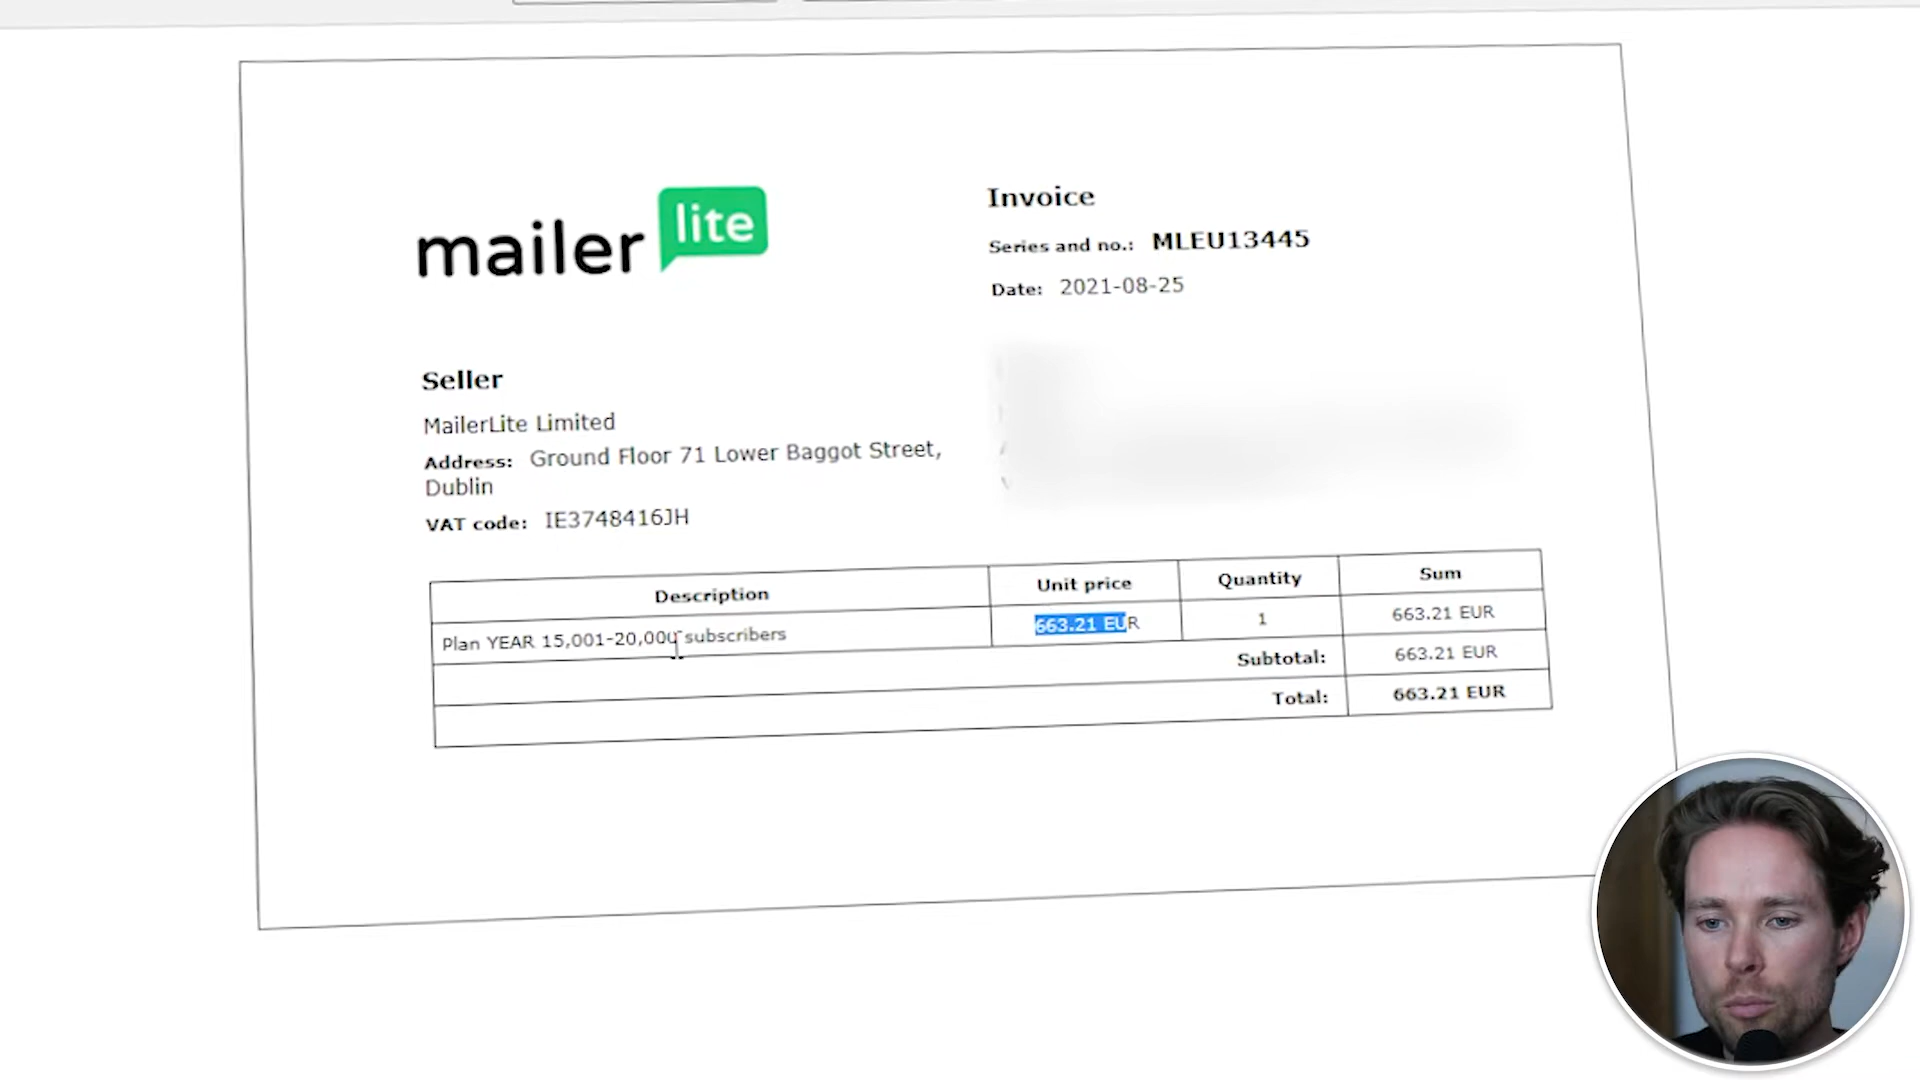 mailer lite
Invoice
Series and no.: MLEU13445
Date: 2021-08-25
Seller
MailerLite Limited
Address: Ground Floor 71 Lower Baggot Street,
Dublin
VAT code: IE3748416JH
Description Unit price Quantity Sum
Plan YEAR 15,001-20,000 subscribers 663.21 EUR 1 663.21 EUR
Subtotal: 663.21 EUR
Total: 663.21 EUR